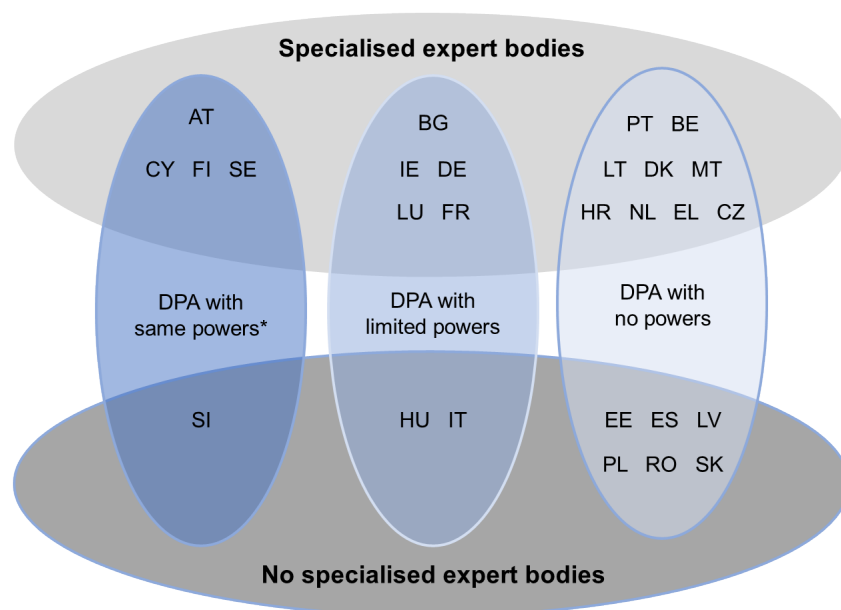 Specialised expert bodies
AT
BG
PT BE
CY FI SE
IE DE
LT DK MT
LU FR
HR NL EL CZ
DPA with
same powers*
DPA with
limited powers
DPA with
no powers
SI
HU IT
EE ES LV
PL RO SK
No specialised expert bodies